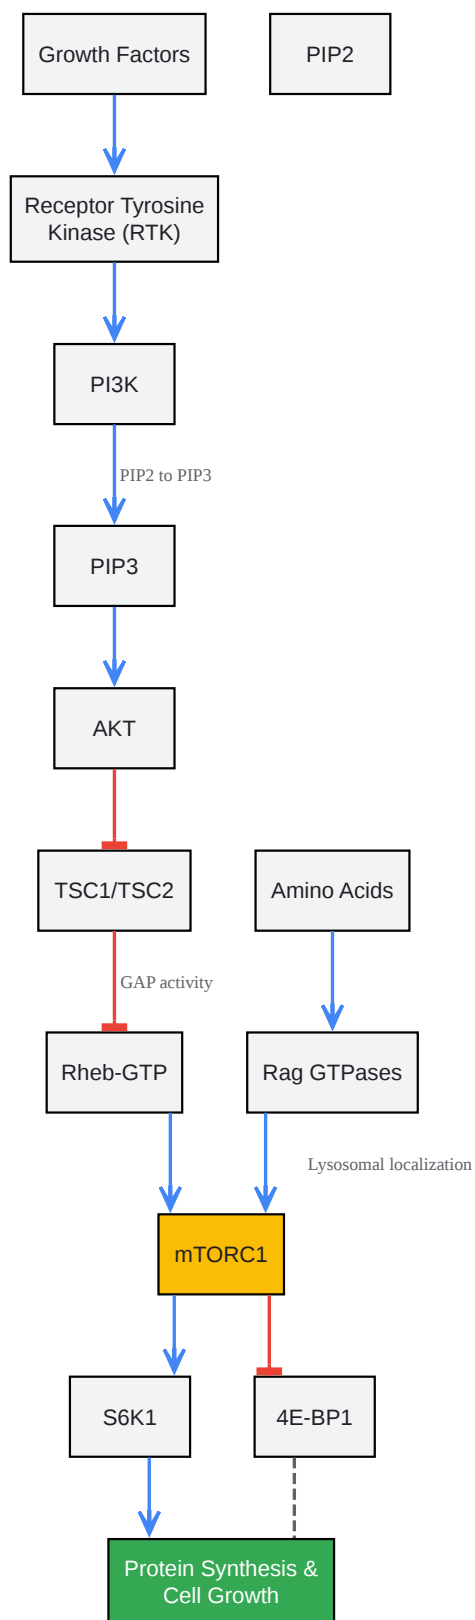 Growth Factors
PIP2
Receptor Tyrosine
Kinase (RTK)
PI3K
PIP2 to PIP3
PIP3
AKT
TSC1/TSC2
Amino Acids
GAP activity
Rheb-GTP
Rag GTPases
Lysosomal localization
mTORC1
S6K1
4E-BP1
Protein Synthesis &
Cell Growth